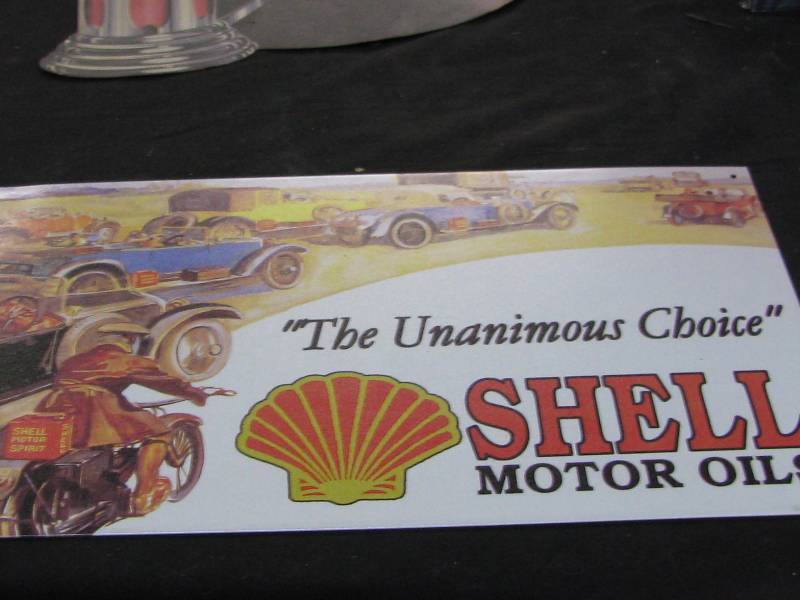 "The Unanimous Choice"
SHELL
MOTOR OILS
SHELL
MOTOR
SPIRIT